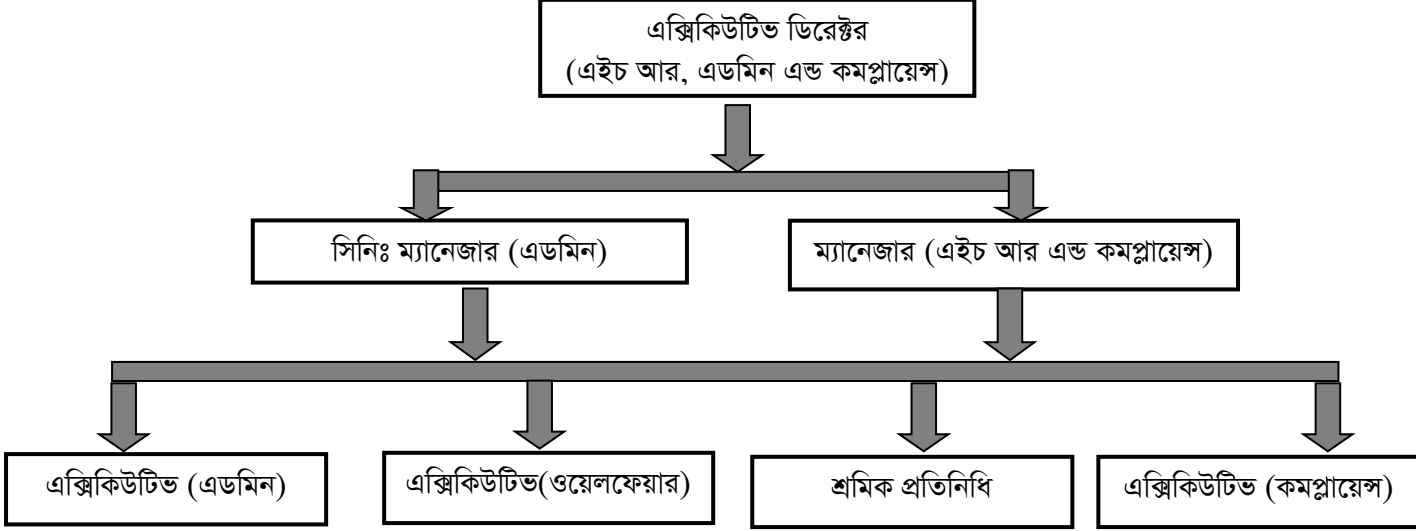 এক্সিকিউটিভ ডিরেক্টর
(এইচ আর, এডমিন এন্ড কমপ্লায়েন্স)
সিনিঃ ম্যানেজার (এডমিন)
ম্যানেজার (এইচ আর এন্ড কমপ্লায়েন্স)
এক্সিকিউটিভ (এডমিন)
এক্সিকিউটিভ(ওয়েলফেয়ার)
শ্রমিক প্রতিনিধি
এক্সিকিউটিভ (কমপ্লায়েন্স)